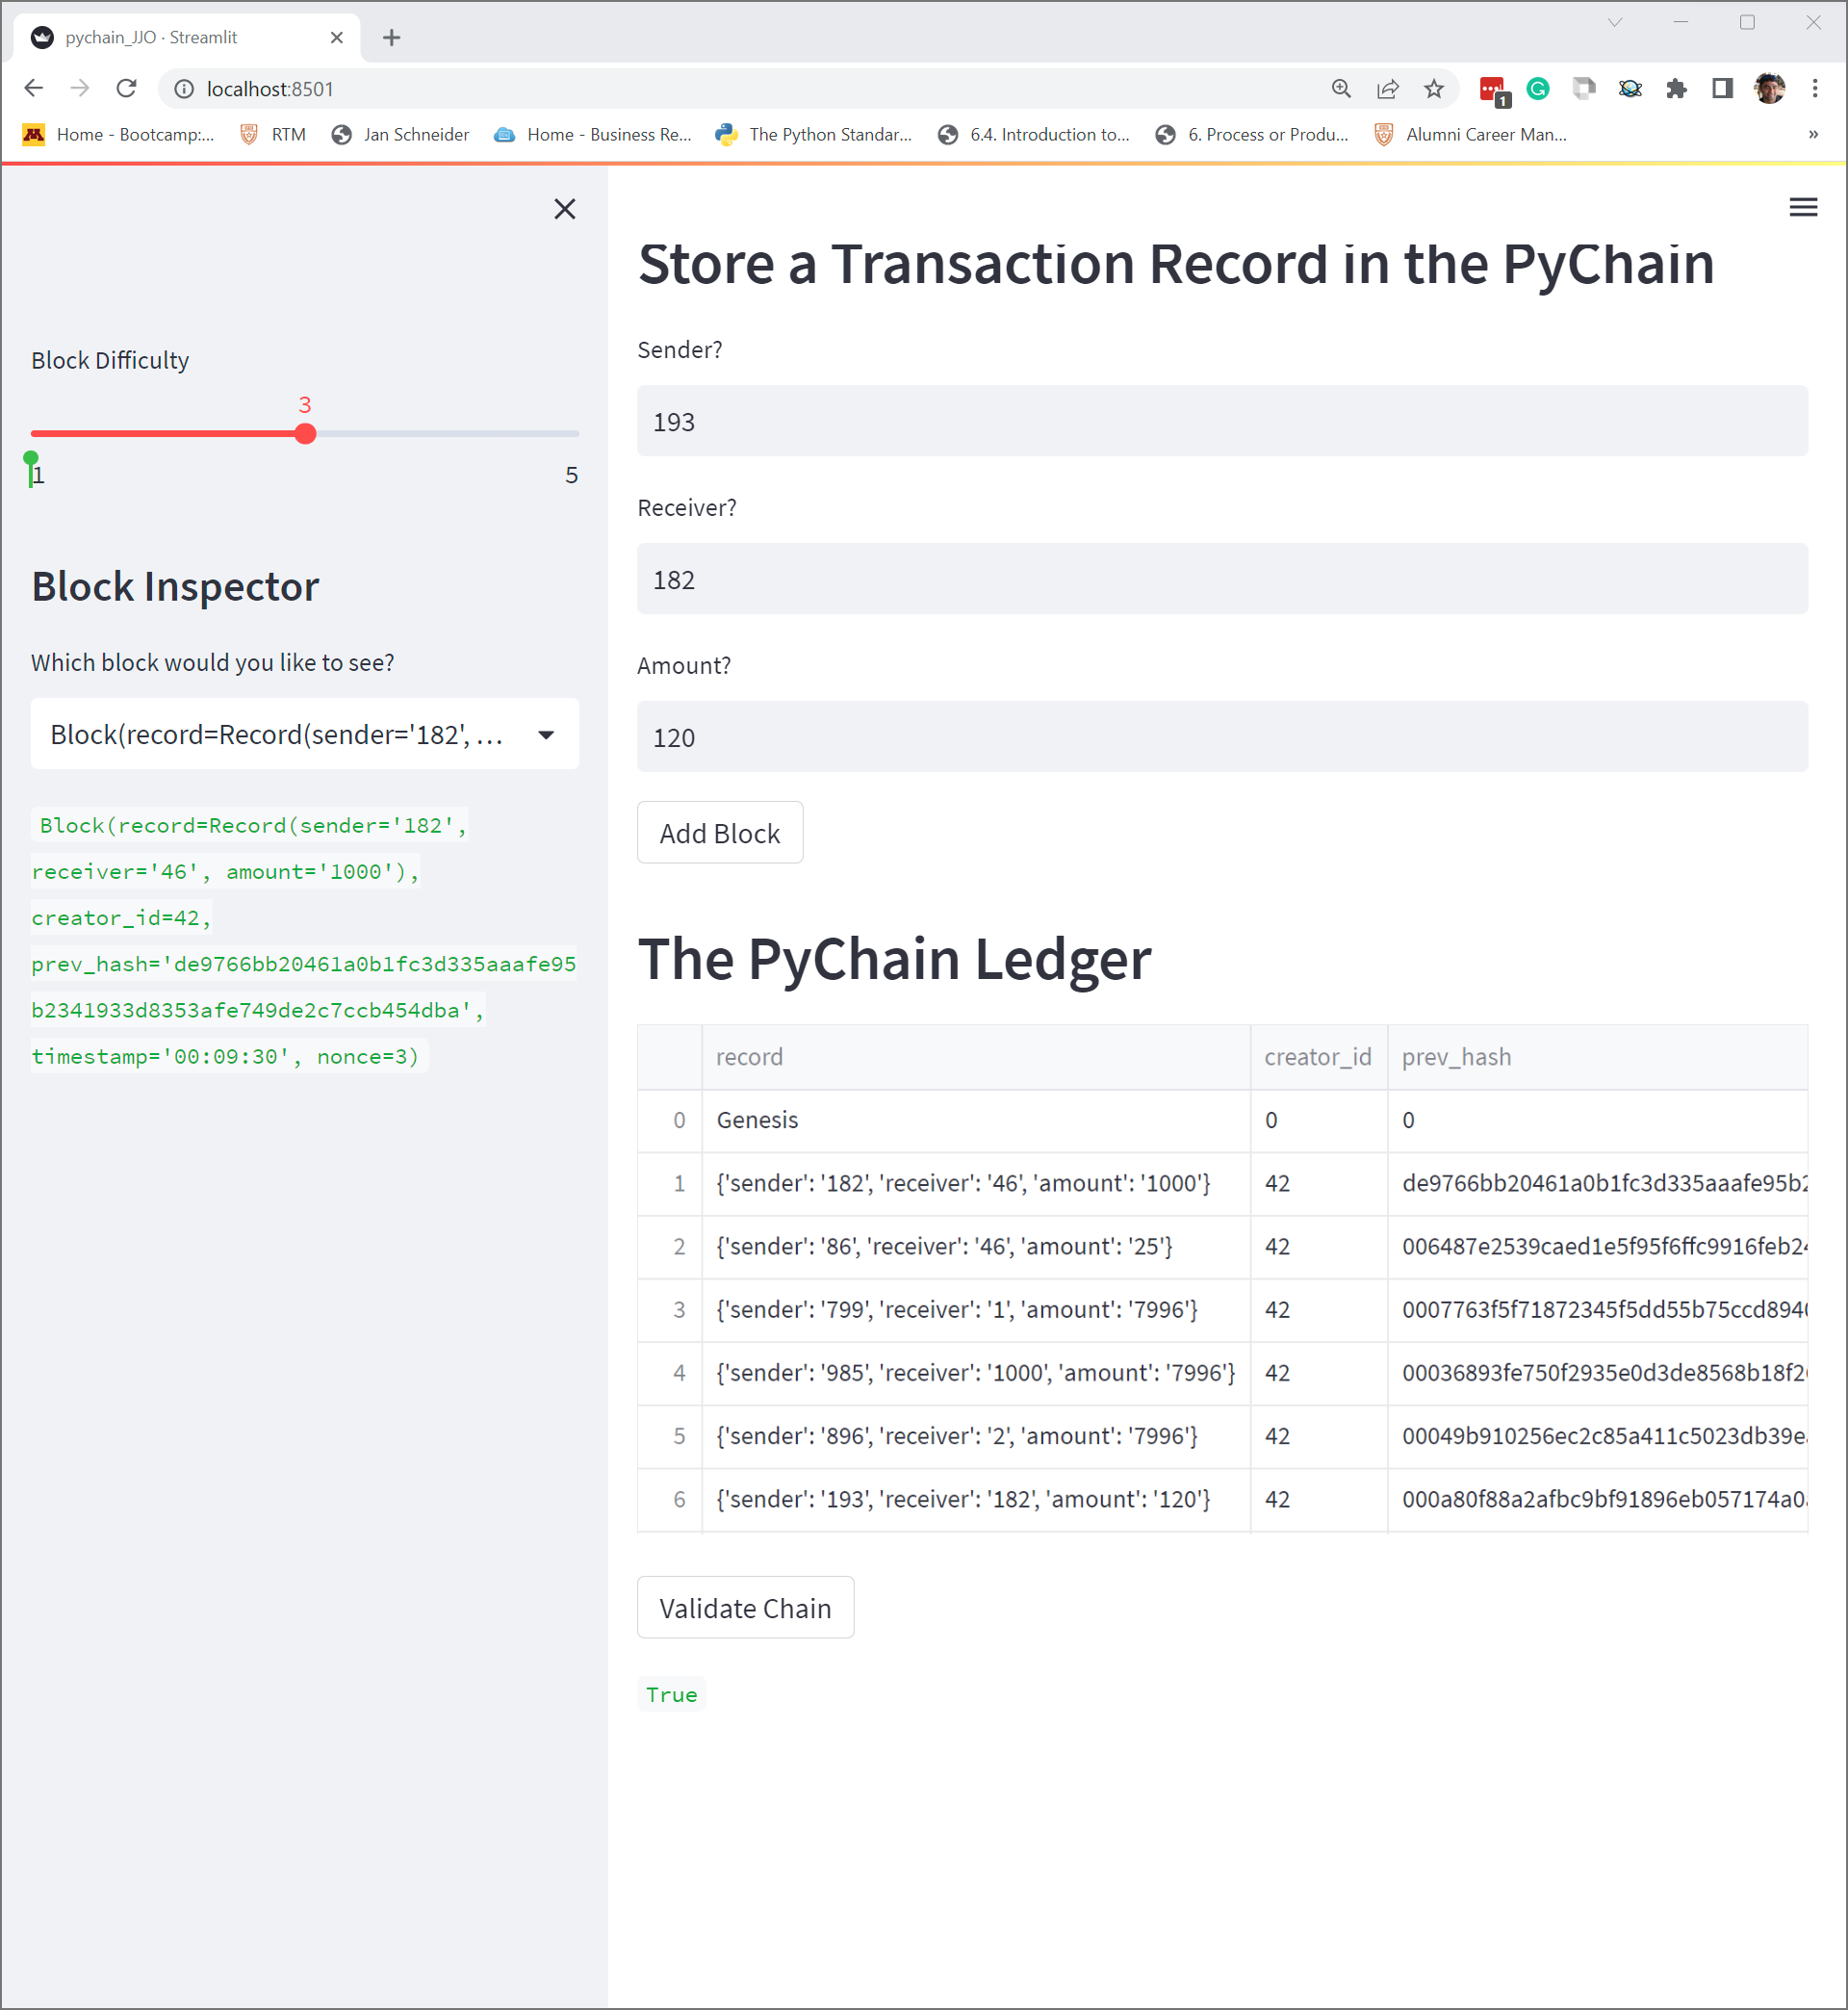 pychain_JJO · Streamlit
localhost:8501
1
Home - Bootcamp:... RTM Jan Schneider Home - Business Re... The Python Standar... 6.4. Introduction to... 6. Process or Produ... Alumni Career Man... »
Block Difficulty
3
1 5
Block Inspector
Which block would you like to see?
Block(record=Record(sender='182', ...
Block(record=Record(sender='182',
receiver='46', amount='1000'),
creator_id=42,
prev_hash='de9766bb20461a0b1fc3d335aaafe95
b2341933d8353afe749de2c7ccb454dba',
timestamp='00:09:30', nonce=3)
Store a Transaction Record in the PyChain
Sender?
193
Receiver?
182
Amount?
120
Add Block
The PyChain Ledger
record creator_id prev_hash
0 Genesis 0 0
1 {'sender': '182', 'receiver': '46', 'amount': '1000'} 42 de9766bb20461a0b1fc3d335aaafe95b2
2 {'sender': '86', 'receiver': '46', 'amount': '25'} 42 006487e2539caed1e5f95f6ffc9916feb24
3 {'sender': '799', 'receiver': '1', 'amount': '7996'} 42 0007763f5f71872345f5dd55b75ccd8940
4 {'sender': '985', 'receiver': '1000', 'amount': '7996'} 42 00036893fe750f2935e0d3de8568b18f2
5 {'sender': '896', 'receiver': '2', 'amount': '7996'} 42 00049b910256ec2c85a411c5023db39e
6 {'sender': '193', 'receiver': '182', 'amount': '120'} 42 000a80f88a2afbc9bf91896eb057174a0
Validate Chain
True